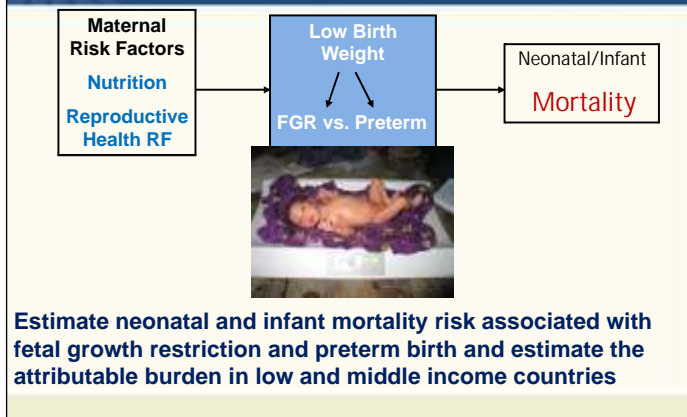 Maternal
Risk Factors
Nutrition
Reproductive
Health RF
Low Birth
Weight
FGR vs. Preterm
Neonatal/Infant
Mortality
Estimate neonatal and infant mortality risk associated with
fetal growth restriction and preterm birth and estimate the
attributable burden in low and middle income countries